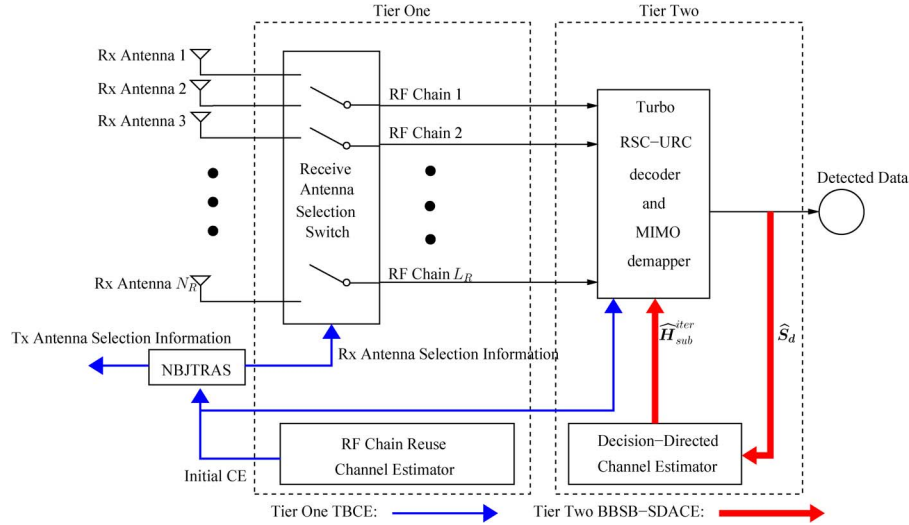 Tier One
Tier Two
Rx Antenna 1
Rx Antenna 2
Rx Antenna 3
Rx Antenna N_R
RF Chain 1
RF Chain 2
RF Chain L_R
Receive
Antenna
Selection
Switch
Turbo
RSC−URC
decoder
and
MIMO
demapper
Detected Data
Tx Antenna Selection Information
Rx Antenna Selection Information
NBJTRAS
Ĥ_{sub}^{iter}
Ŝ_d
RF Chain Reuse
Channel Estimator
Decision−Directed
Channel Estimator
Initial CE
Tier One TBCE:
Tier Two BBSB−SDACE: